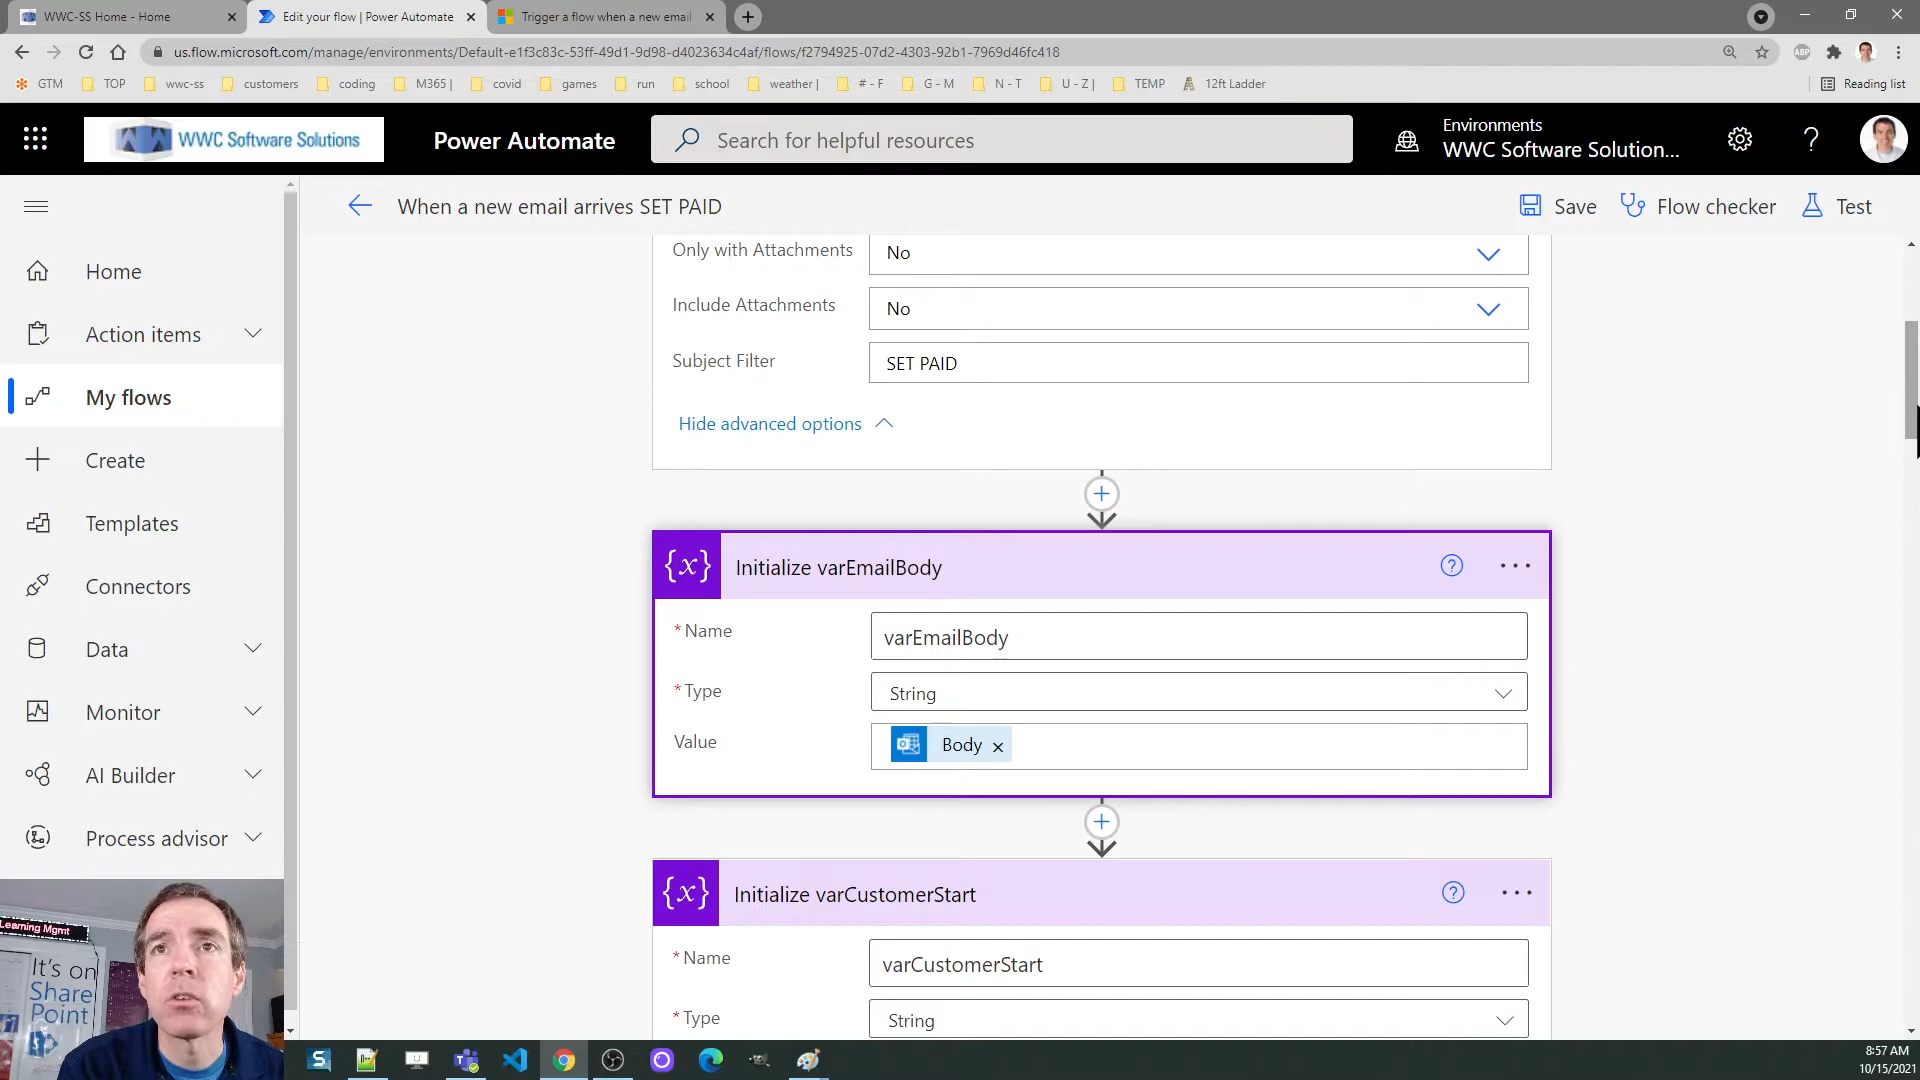 WWC-SS Home - Home
Edit your flow | Power Automate
Trigger a flow when a new email
us.flow.microsoft.com/manage/environments/Default-e1f3c83c-53ff-49d1-9d98-d4023634c4af/flows/f2794925-07d2-4303-92b1-7969d46fc418
GTM
TOP
wwc-ss
customers
coding
M365 |
covid
games
run
school
weather |
# - F
G - M
N - T
U - Z |
TEMP
12ft Ladder
Reading list
WWC Software Solutions
Power Automate
Search for helpful resources
Environments
WWC Software Solution...
When a new email arrives SET PAID
Save
Flow checker
Test
Home
Action items
My flows
Create
Templates
Connectors
Data
Monitor
AI Builder
Process advisor
Only with Attachments
No
Include Attachments
No
Subject Filter
SET PAID
Hide advanced options
{x}
Initialize varEmailBody
* Name
varEmailBody
* Type
String
Value
Body
{x}
Initialize varCustomerStart
* Name
varCustomerStart
* Type
String
Learning Mgmt
It's on
Share
Point
8:57 AM
10/15/2021